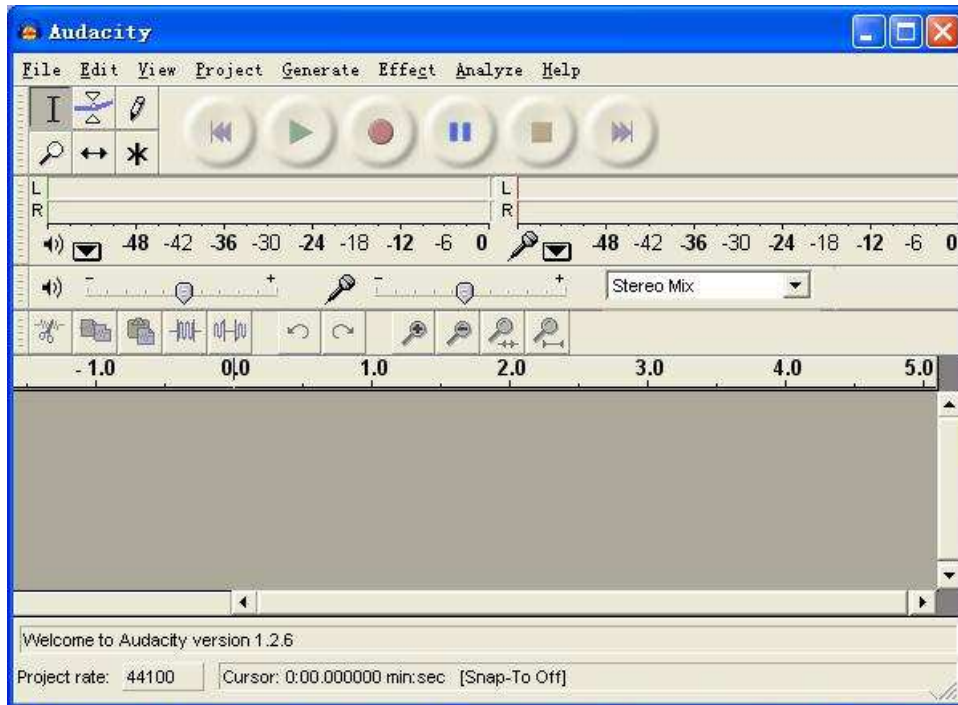 Audacity
File Edit View Project Generate Effect Analyze Help
L L
R R
-48 -42 -36 -30 -24 -18 -12 -6 0 -48 -42 -36 -30 -24 -18 -12 -6 0
- + - + Stereo Mix
- 1.0 0.0 1.0 2.0 3.0 4.0 5.0
Welcome to Audacity version 1.2.6
Project rate: 44100 Cursor: 0:00.000000 min:sec [Snap-To Off]